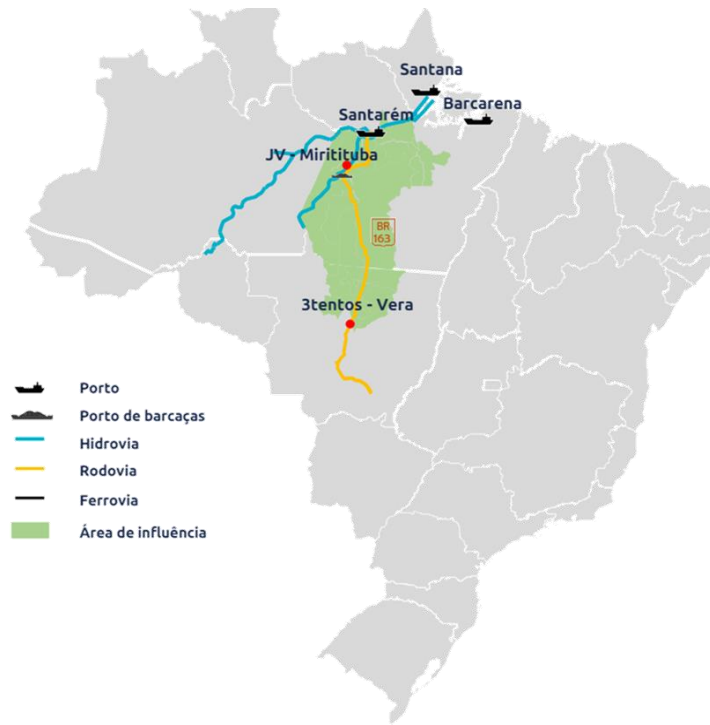 Santana
Barcarena
Santarém
JV - Miritituba
BR
163
3tentos - Vera
Porto
Porto de barcaças
Hidrovia
Rodovia
Ferrovia
Área de influência